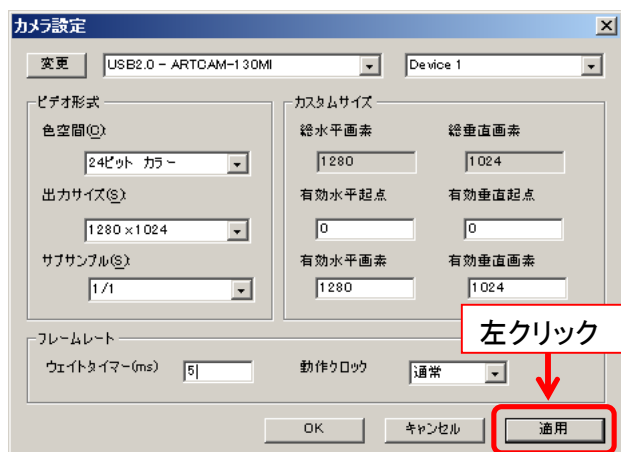 カメラ設定
変更 USB2.0 - ARTCAM-130MI Device 1
ビデオ形式 カスタムサイズ
色空間(C): 総水平画素 総垂直画素
24ビット カラー 1280 1024
出力サイズ(S): 有効水平起点 有効垂直起点
1280×1024 0 0
サブサンプル(S): 有効水平画素 有効垂直画素
1/1 1280 1024
左クリック
フレームレート
ウェイトタイマー(ms) 5 動作クロック 通常
OK キャンセル 適用